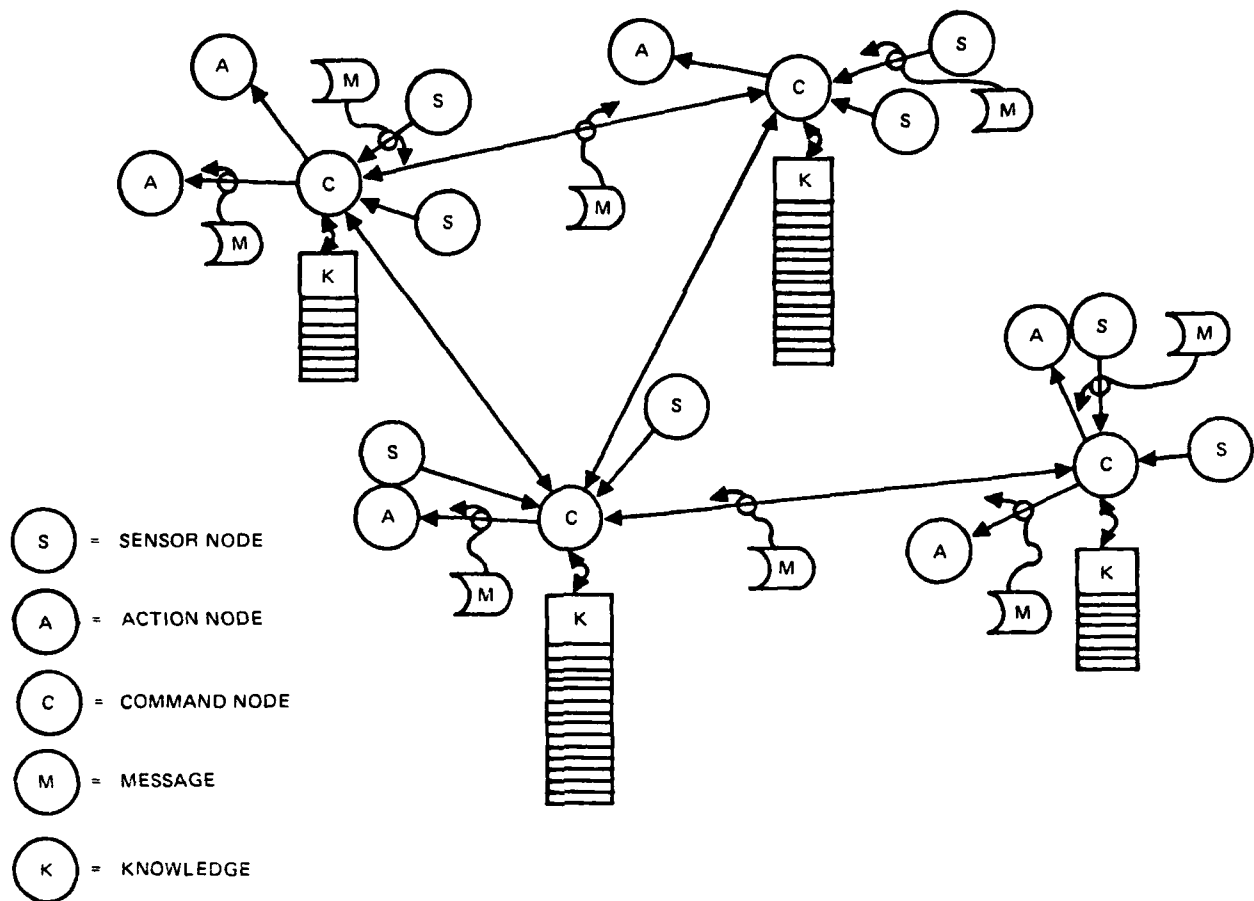 A
S
M
S
A
C
S
M
A
C
S
M
K
M
S
M
K
A
S
M
S
S
C
S
A
C
A
M
M
K
M
K
M
S = SENSOR NODE
A = ACTION NODE
C = COMMAND NODE
M = MESSAGE
K = KNOWLEDGE